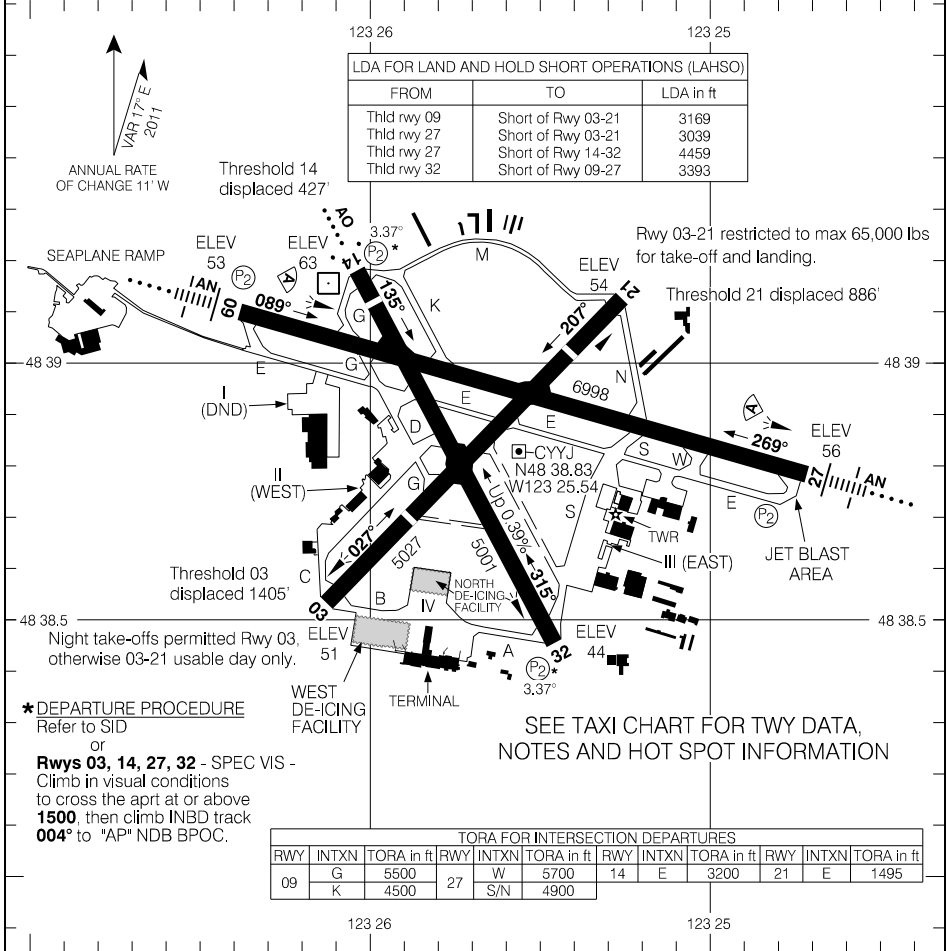 123 26
123 25
VAR 17° E
2011
ANNUAL RATE
OF CHANGE 11' W
LDA FOR LAND AND HOLD SHORT OPERATIONS (LAHSO)
FROM TO LDA in ft
Thld rwy 09 Short of Rwy 03-21 3169
Thld rwy 27 Short of Rwy 03-21 3039
Thld rwy 27 Short of Rwy 14-32 4459
Thld rwy 32 Short of Rwy 09-27 3393
Threshold 14
displaced 427'
AO
3.37°
P2 *
M
Rwy 03-21 restricted to max 65,000 lbs
for take-off and landing.
SEAPLANE RAMP
ELEV
53
P2
A
ELEV
63
14
ELEV
54
21
Threshold 21 displaced 886'
AN
09
089°
135°
G
K
207°
48 39
48 39
E
G
N
6998
I
(DND)
D
E
E
A
269°
ELEV
56
27
AN
II
(WEST)
G
CYYJ
N48 38.83
W123 25.54
S
W
E
P2
JET BLAST
AREA
Up 0.39%
S
TWR
III (EAST)
027°
5027
5001
315°
Threshold 03
displaced 1405'
C
03
B
IV
NORTH
DE-ICING
FACILITY
48 38.5
48 38.5
Night take-offs permitted Rwy 03,
otherwise 03-21 usable day only.
ELEV
51
A
32
ELEV
44
P2 *
3.37°
WEST
DE-ICING
FACILITY
TERMINAL
SEE TAXI CHART FOR TWY DATA,
NOTES AND HOT SPOT INFORMATION
* DEPARTURE PROCEDURE
Refer to SID
or
Rwys 03, 14, 27, 32 - SPEC VIS -
Climb in visual conditions
to cross the aprt at or above
1500, then climb INBD track
004° to "AP" NDB BPOC.
TORA FOR INTERSECTION DEPARTURES
RWY INTXN TORA in ft RWY INTXN TORA in ft RWY INTXN TORA in ft RWY INTXN TORA in ft
09 G 5500 27 W 5700 14 E 3200 21 E 1495
K 4500 S/N 4900
123 26
123 25